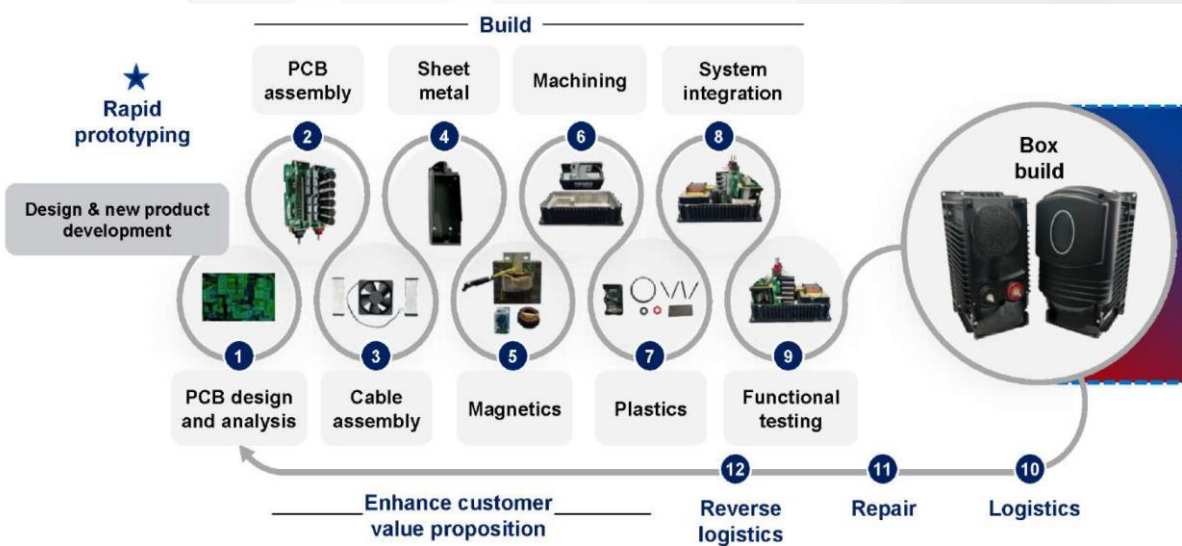 Build
Rapid
prototyping
Design & new product
development
PCB
assembly
Sheet
metal
Machining
System
integration
2
4
6
8
Box
build
1
3
5
7
9
PCB design
and analysis
Cable
assembly
Magnetics
Plastics
Functional
testing
12
11
10
Enhance customer
value proposition
Reverse
logistics
Repair
Logistics